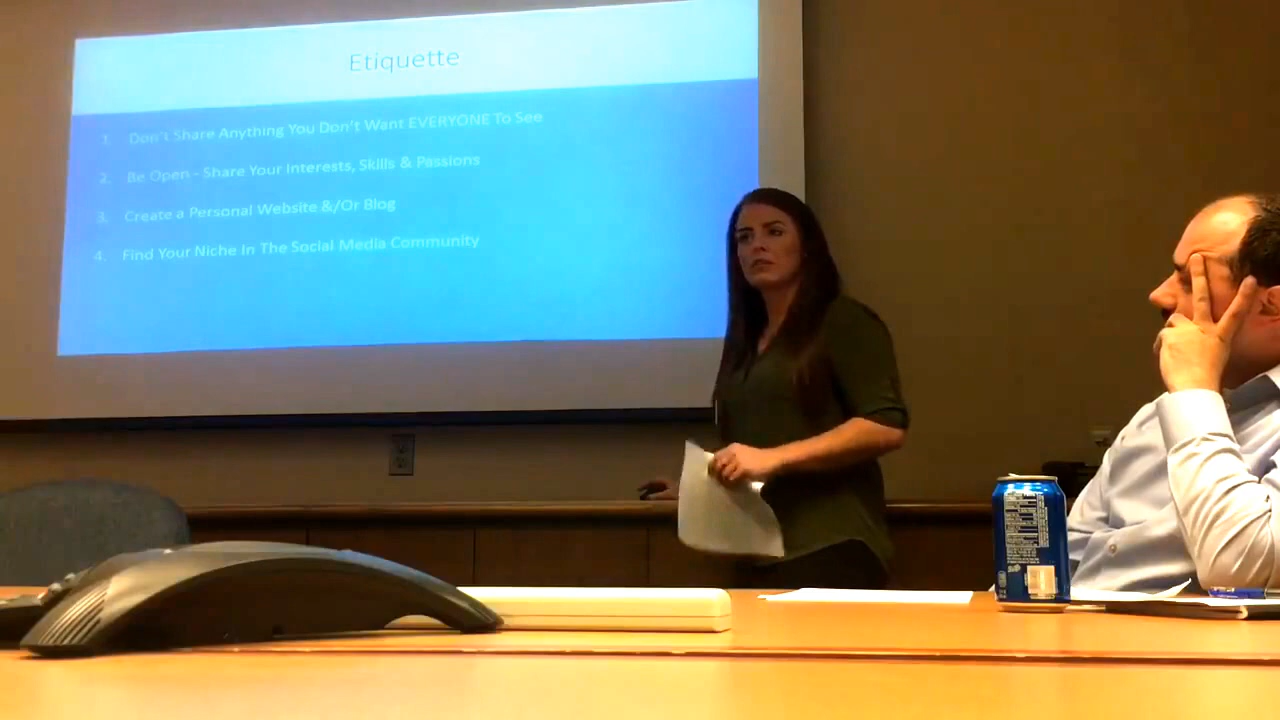 Etiquette
1. Don't Share Anything You Don't Want EVERYONE To See
2. Be Open - Share Your Interests, Skills & Passions
3. Create a Personal Website &/Or Blog
4. Find Your Niche In The Social Media Community